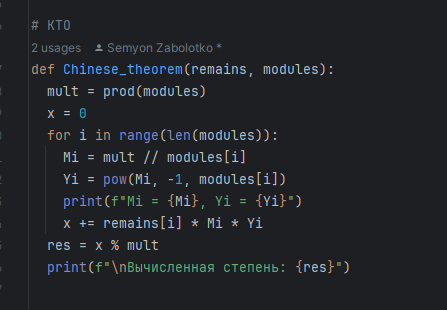 # КТО
2 usages Semyon Zabolotko *
def Chinese_theorem(remains, modules):
  mult = prod(modules)
  x = 0
  for i in range(len(modules)):
    Mi = mult // modules[i]
    Yi = pow(Mi, -1, modules[i])
    print(f"Mi = {Mi}, Yi = {Yi}")
    x += remains[i] * Mi * Yi
  res = x % mult
  print(f"\nВычисленная степень: {res}")